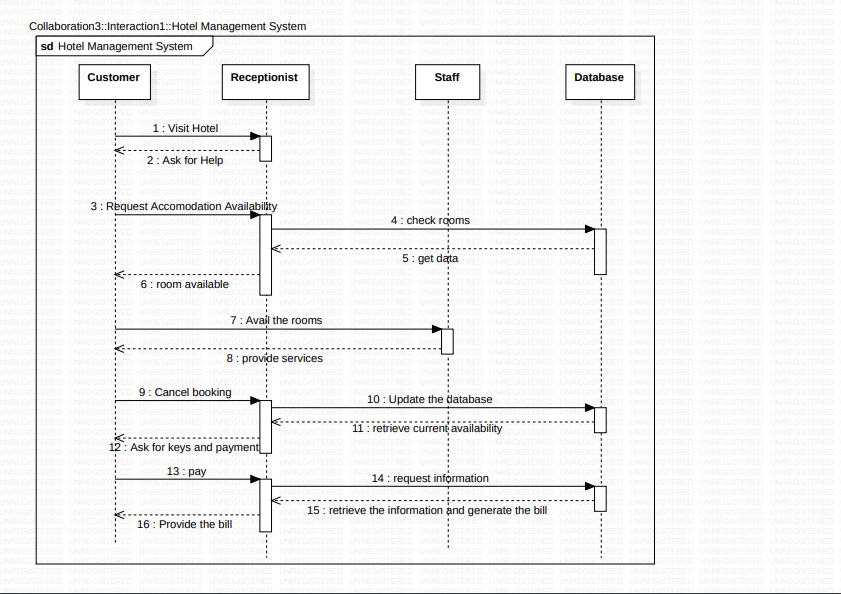 Collaboration3::Interaction1::Hotel Management System
sd Hotel Management System
Customer
Receptionist
Staff
Database
1 : Visit Hotel
2 : Ask for Help
3 : Request Accomodation Availability
4 : check rooms
5 : get data
6 : room available
7 : Avail the rooms
8 : provide services
9 : Cancel booking
10 : Update the database
11 : retrieve current availability
12 : Ask for keys and payment
13 : pay
14 : request information
15 : retrieve the information and generate the bill
16 : Provide the bill